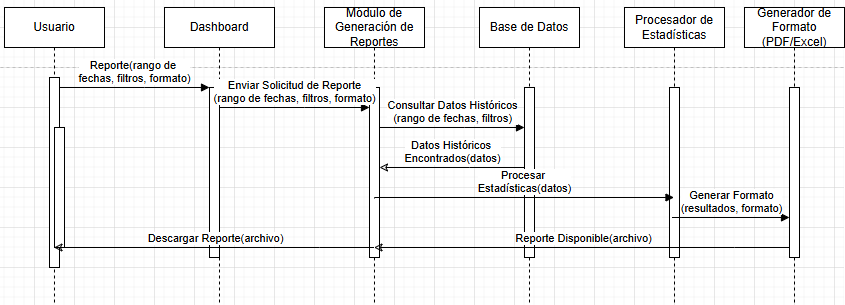 Usuario
Dashboard
Módulo de
Generación de
Reportes
Base de Datos
Procesador de
Estadísticas
Generador de
Formato
(PDF/Excel)
Reporte(rango de
fechas, filtros, formato)
Enviar Solicitud de Reporte
(rango de fechas, filtros, formato)
Consultar Datos Históricos
(rango de fechas, filtros)
Datos Históricos
Encontrados(datos)
Procesar
Estadísticas(datos)
Generar Formato
(resultados, formato)
Descargar Reporte(archivo)
Reporte Disponible(archivo)